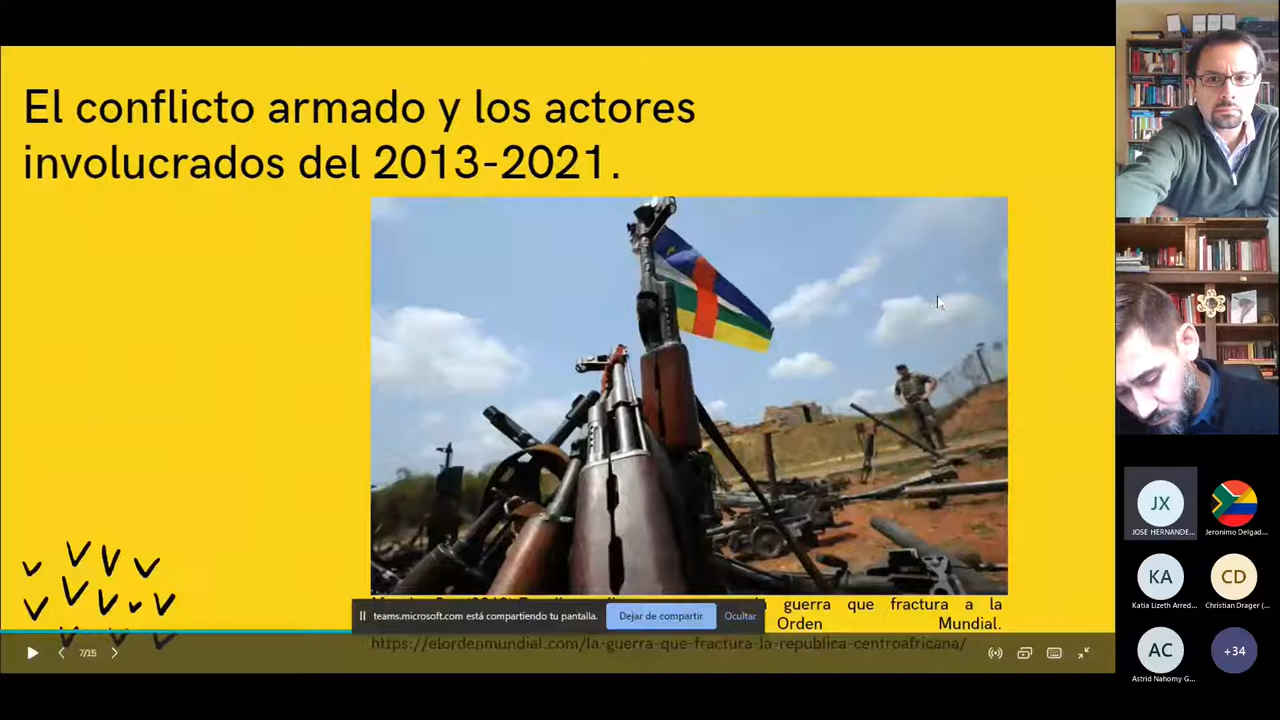 El conflicto armado y los actores
involucrados del 2013-2021.
guerra que fractura a la
Orden Mundial.
https://elordenmundial.com/la-guerra-que-fractura-la-republica-centroafricana/
teams.microsoft.com está compartiendo tu pantalla.
Dejar de compartir
Ocultar
7/15
JX
JOSE HERNANDE...
Jeronimo Delgad...
KA
Katia Lizeth Arred...
CD
Christian Drager (...
AC
Astrid Nahomy G...
+34